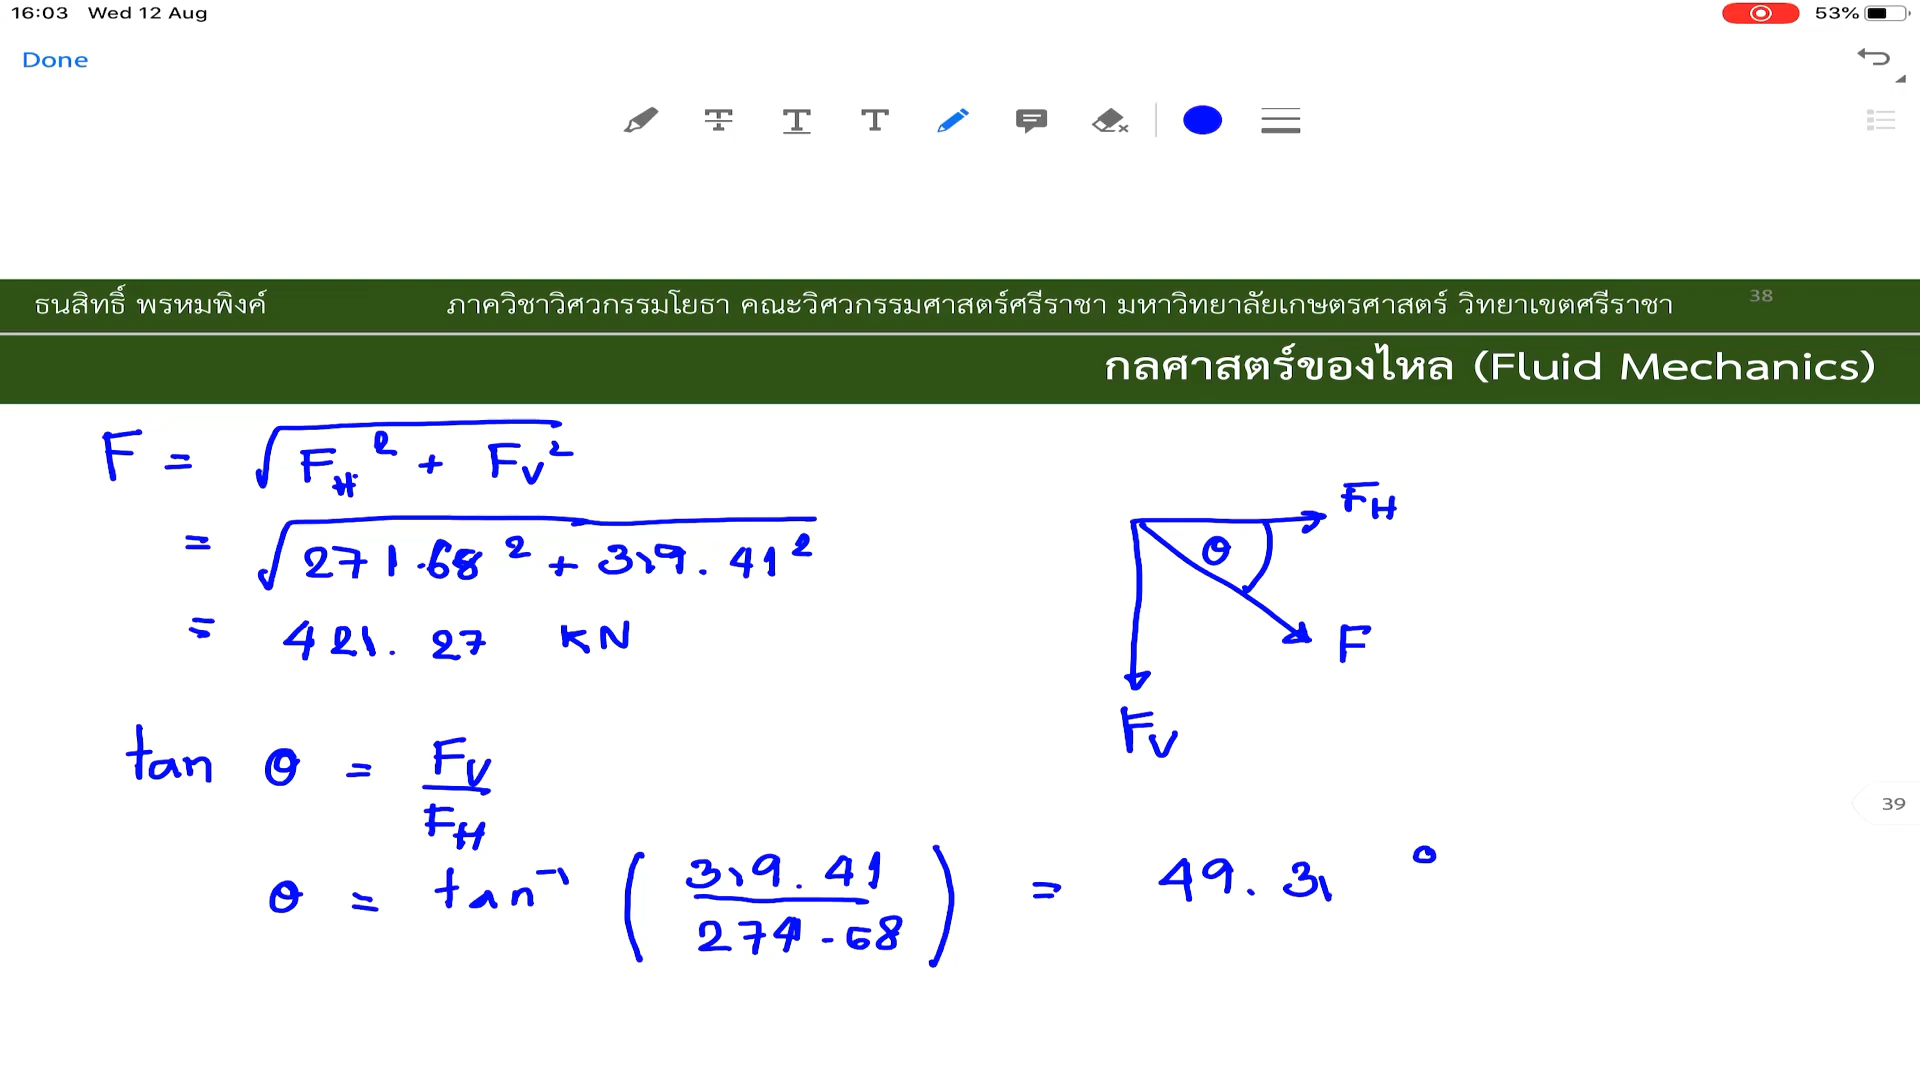 16:03 Wed 12 Aug 53%
Done
ธนสิทธิ์ พรหมพิงค์ ภาควิชาวิศวกรรมโยธา คณะวิศวกรรมศาสตร์ศรีราชา มหาวิทยาลัยเกษตรศาสตร์ วิทยาเขตศรีราชา 38
กลศาสตร์ของไหล (Fluid Mechanics)
F = √(F_H² + F_V²)
= √(271.68² + 319.41²)
= 421.27 KN
F_H
θ
F
F_V
tan θ = F_V / F_H
39
θ = tan⁻¹ (319.41 / 274.68) = 49.31°